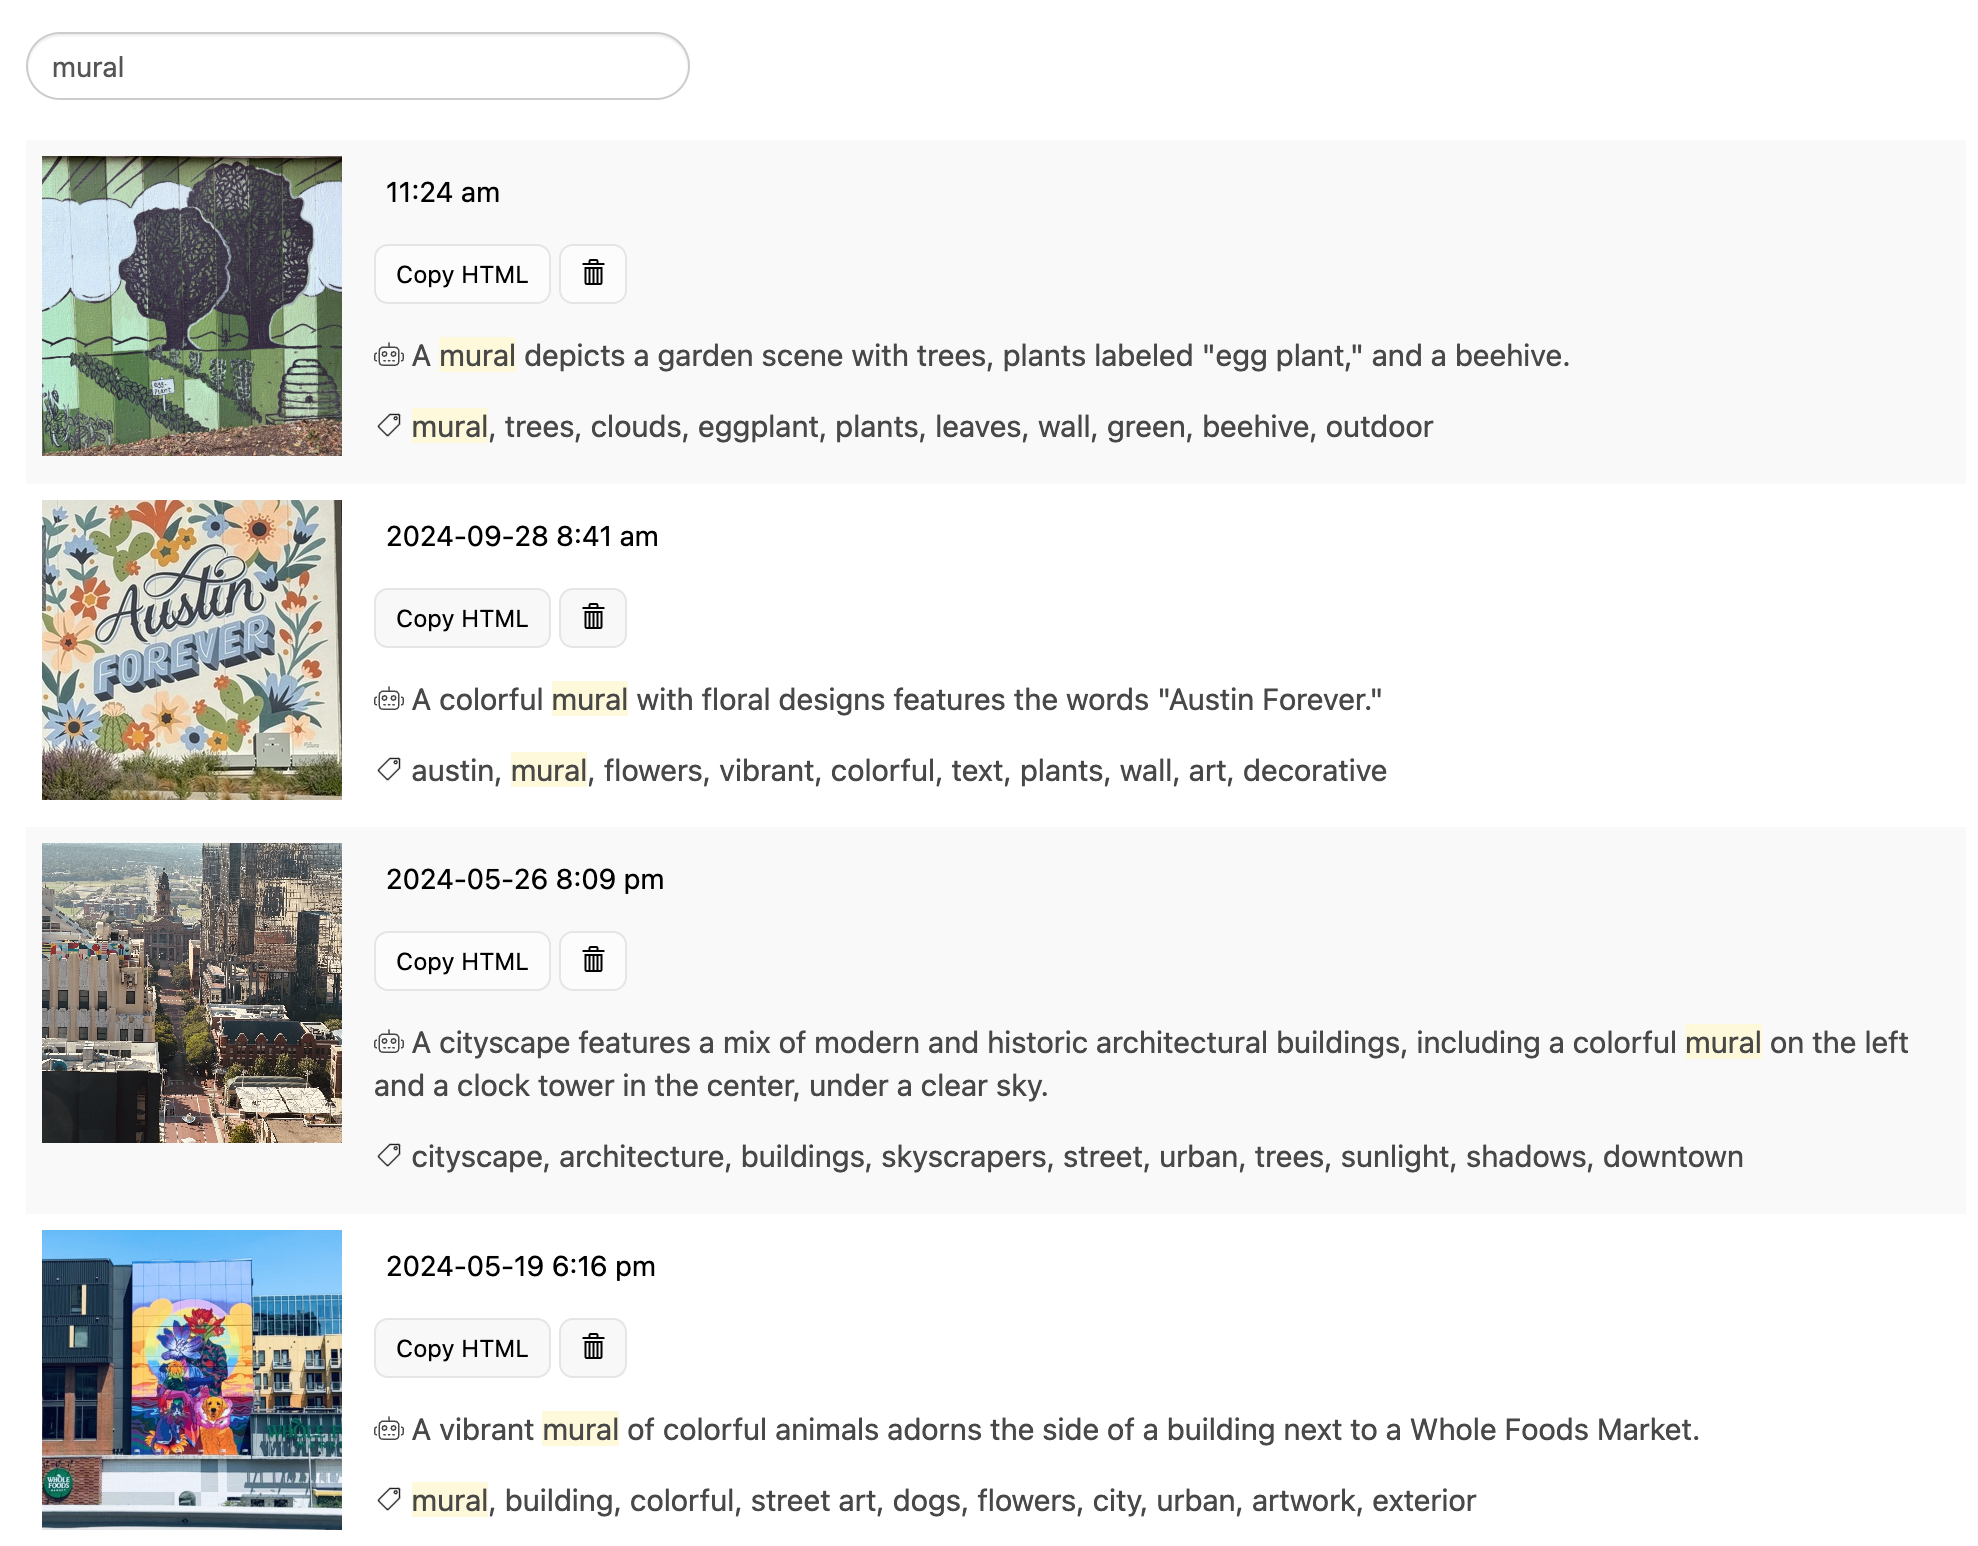 mural
11:24 am
Copy HTML
A mural depicts a garden scene with trees, plants labeled "egg plant," and a beehive.
mural, trees, clouds, eggplant, plants, leaves, wall, green, beehive, outdoor
egg-
plant
2024-09-28 8:41 am
Austin
FOREVER
Copy HTML
A colorful mural with floral designs features the words "Austin Forever."
austin, mural, flowers, vibrant, colorful, text, plants, wall, art, decorative
2024-05-26 8:09 pm
Copy HTML
A cityscape features a mix of modern and historic architectural buildings, including a colorful mural on the left
and a clock tower in the center, under a clear sky.
cityscape, architecture, buildings, skyscrapers, street, urban, trees, sunlight, shadows, downtown
2024-05-19 6:16 pm
Copy HTML
A vibrant mural of colorful animals adorns the side of a building next to a Whole Foods Market.
mural, building, colorful, street art, dogs, flowers, city, urban, artwork, exterior
WHOLE
FOODS